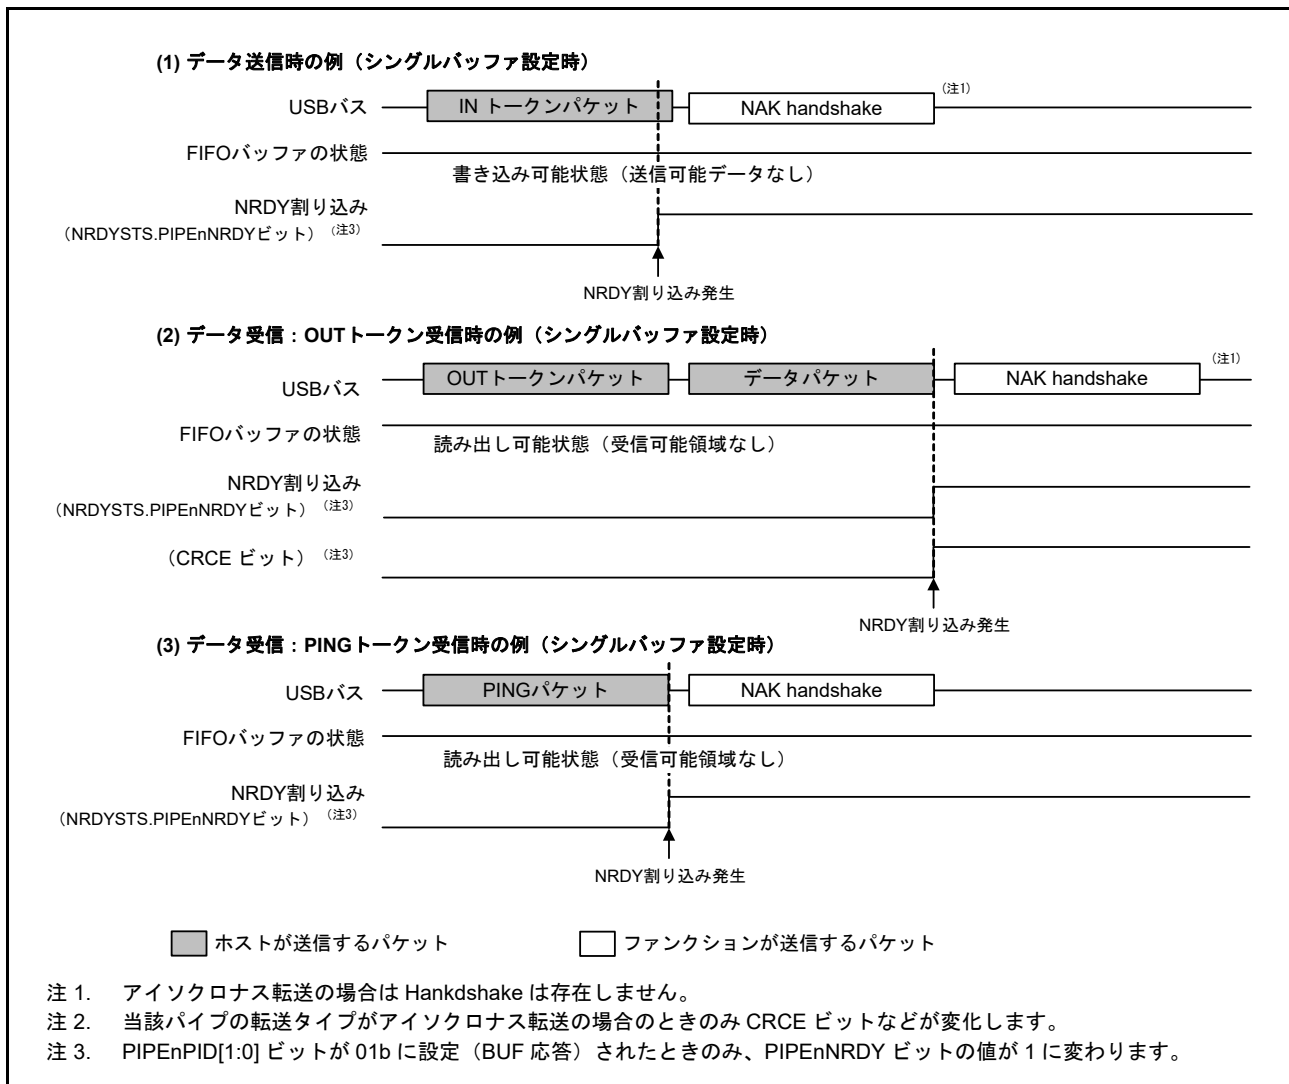 (1) データ送信時の例（シングルバッファ設定時）
USBバス
IN トークンパケット
NAK handshake
(注1)
FIFOバッファの状態
書き込み可能状態（送信可能データなし）
NRDY割り込み
（NRDYSTS.PIPEnNRDYビット）（注3）
NRDY割り込み発生
(2) データ受信：OUTトークン受信時の例（シングルバッファ設定時）
USBバス
OUTトークンパケット
データパケット
NAK handshake
(注1)
FIFOバッファの状態
読み出し可能状態（受信可能領域なし）
NRDY割り込み
（NRDYSTS.PIPEnNRDYビット）（注3）
（CRCE ビット）（注3）
NRDY割り込み発生
(3) データ受信：PINGトークン受信時の例（シングルバッファ設定時）
USBバス
PINGパケット
NAK handshake
FIFOバッファの状態
読み出し可能状態（受信可能領域なし）
NRDY割り込み
（NRDYSTS.PIPEnNRDYビット）（注3）
NRDY割り込み発生
ホストが送信するパケット
ファンクションが送信するパケット
注 1. アイソクロナス転送の場合は Hankdshake は存在しません。
注 2. 当該パイプの転送タイプがアイソクロナス転送の場合のときのみ CRCE ビットなどが変化します。
注 3. PIPEnPID[1:0] ビットが 01b に設定（BUF 応答）されたときのみ、PIPEnNRDY ビットの値が 1 に変わります。